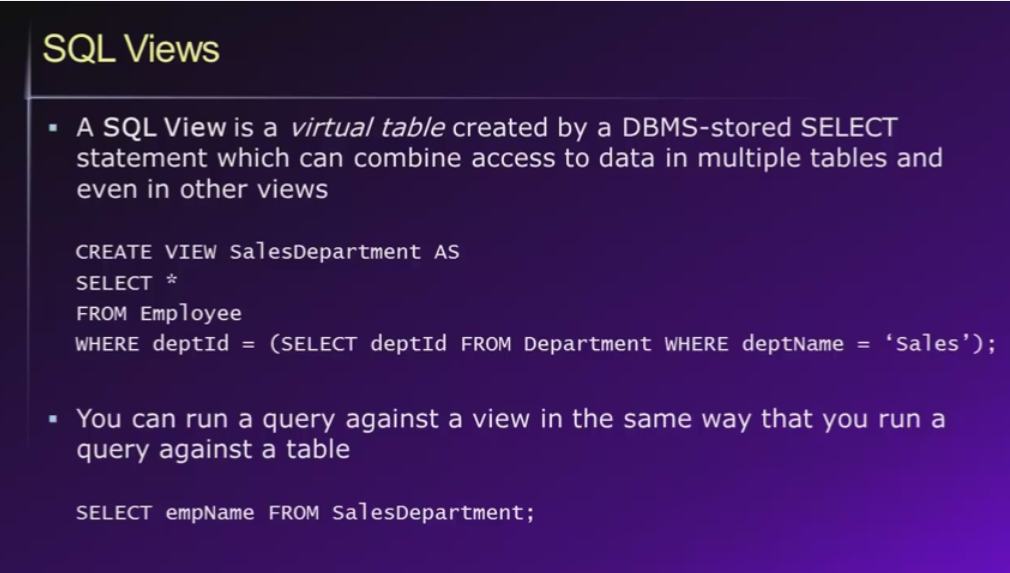 SQL Views
▪ A SQL View is a virtual table created by a DBMS-stored SELECT
statement which can combine access to data in multiple tables and
even in other views
CREATE VIEW SalesDepartment AS
SELECT *
FROM Employee
WHERE deptId = (SELECT deptId FROM Department WHERE deptName = ‘Sales’);
▪ You can run a query against a view in the same way that you run a
query against a table
SELECT empName FROM SalesDepartment;